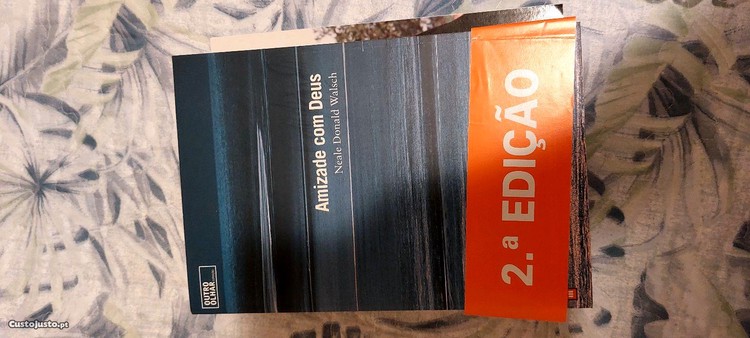 OUTRO
OLHAR
Amizade com Deus
Neale Donald Walsch
2.ª EDIÇÃO
CustoJusto.pt